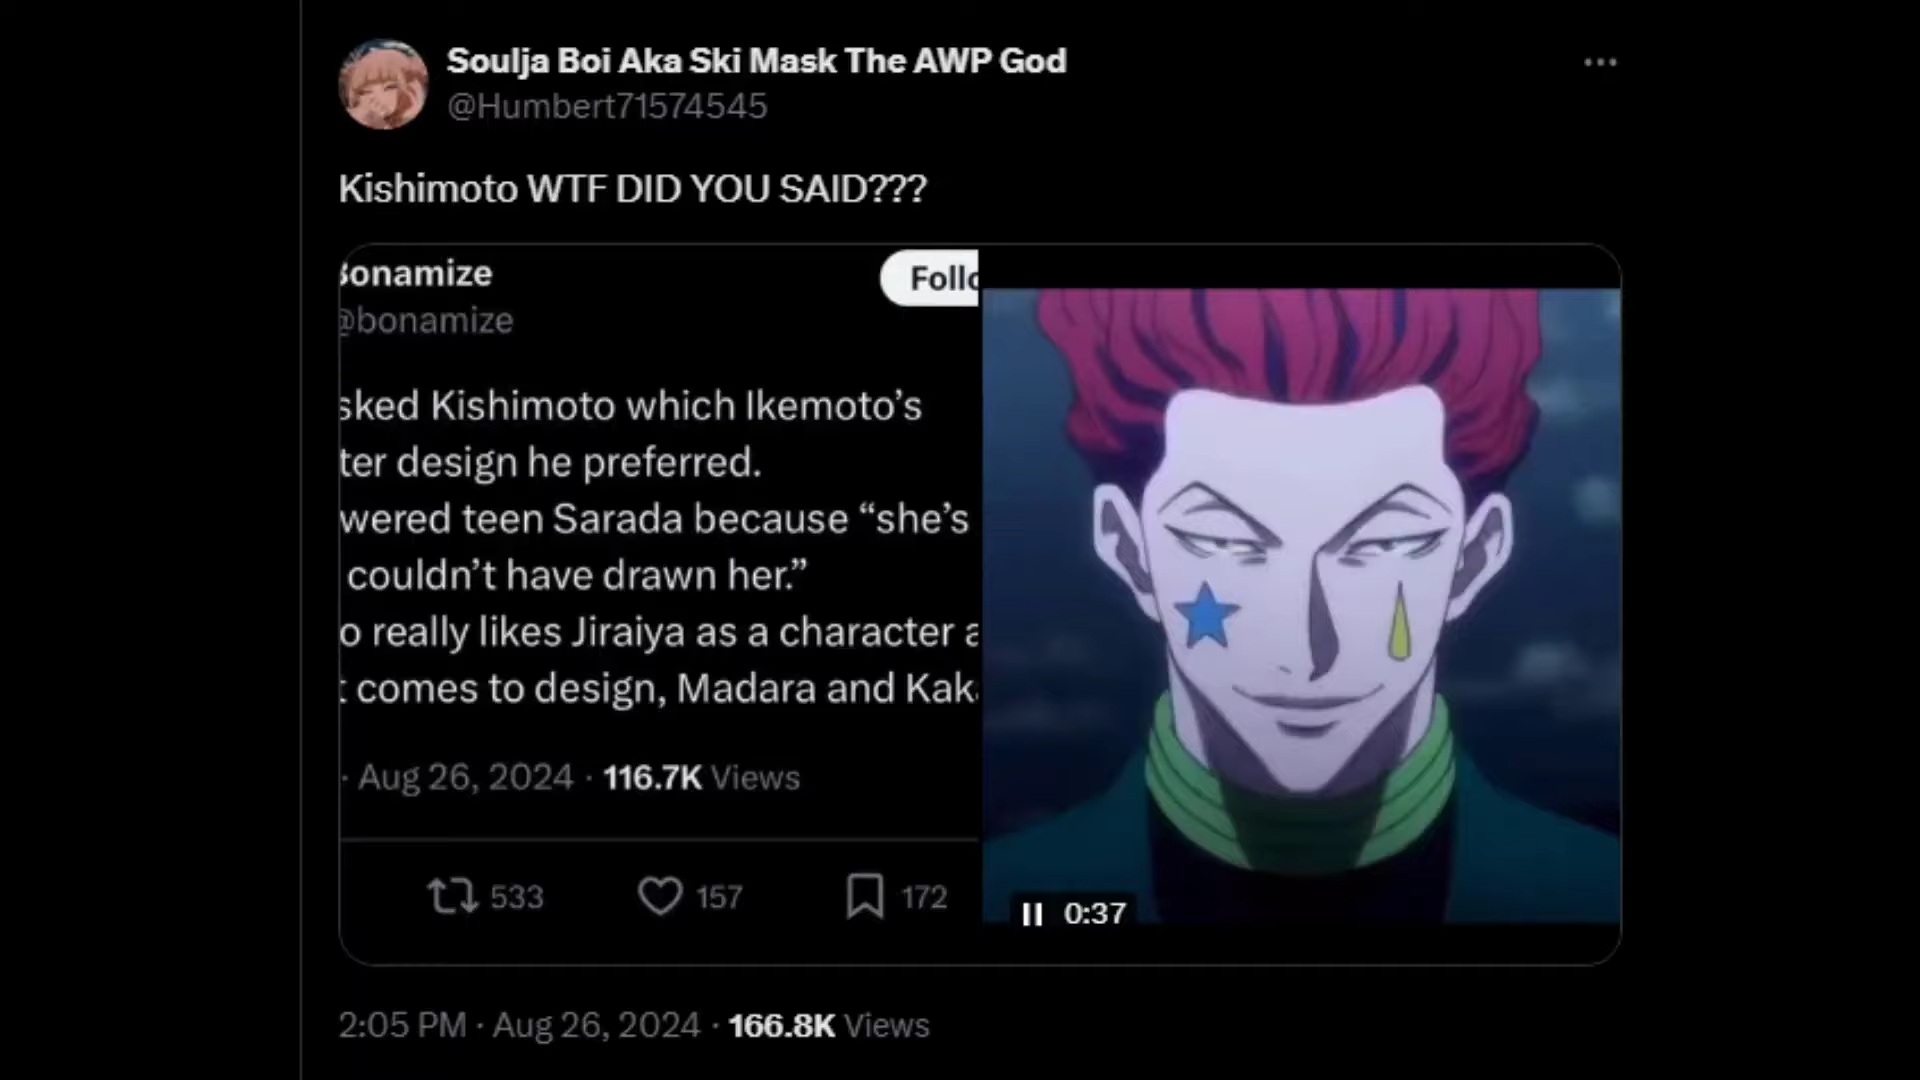 Soulja Boi Aka Ski Mask The AWP God
@Humbert71574545
Kishimoto WTF DID YOU SAID???
Bonamize
Follo
@bonamize
sked Kishimoto which Ikemoto's
ter design he preferred.
wered teen Sarada because “she's
couldn't have drawn her.”
o really likes Jiraiya as a character a
t comes to design, Madara and Kak
· Aug 26, 2024 · 116.7K Views
533 157 172
0:37
2:05 PM · Aug 26, 2024 · 166.8K Views